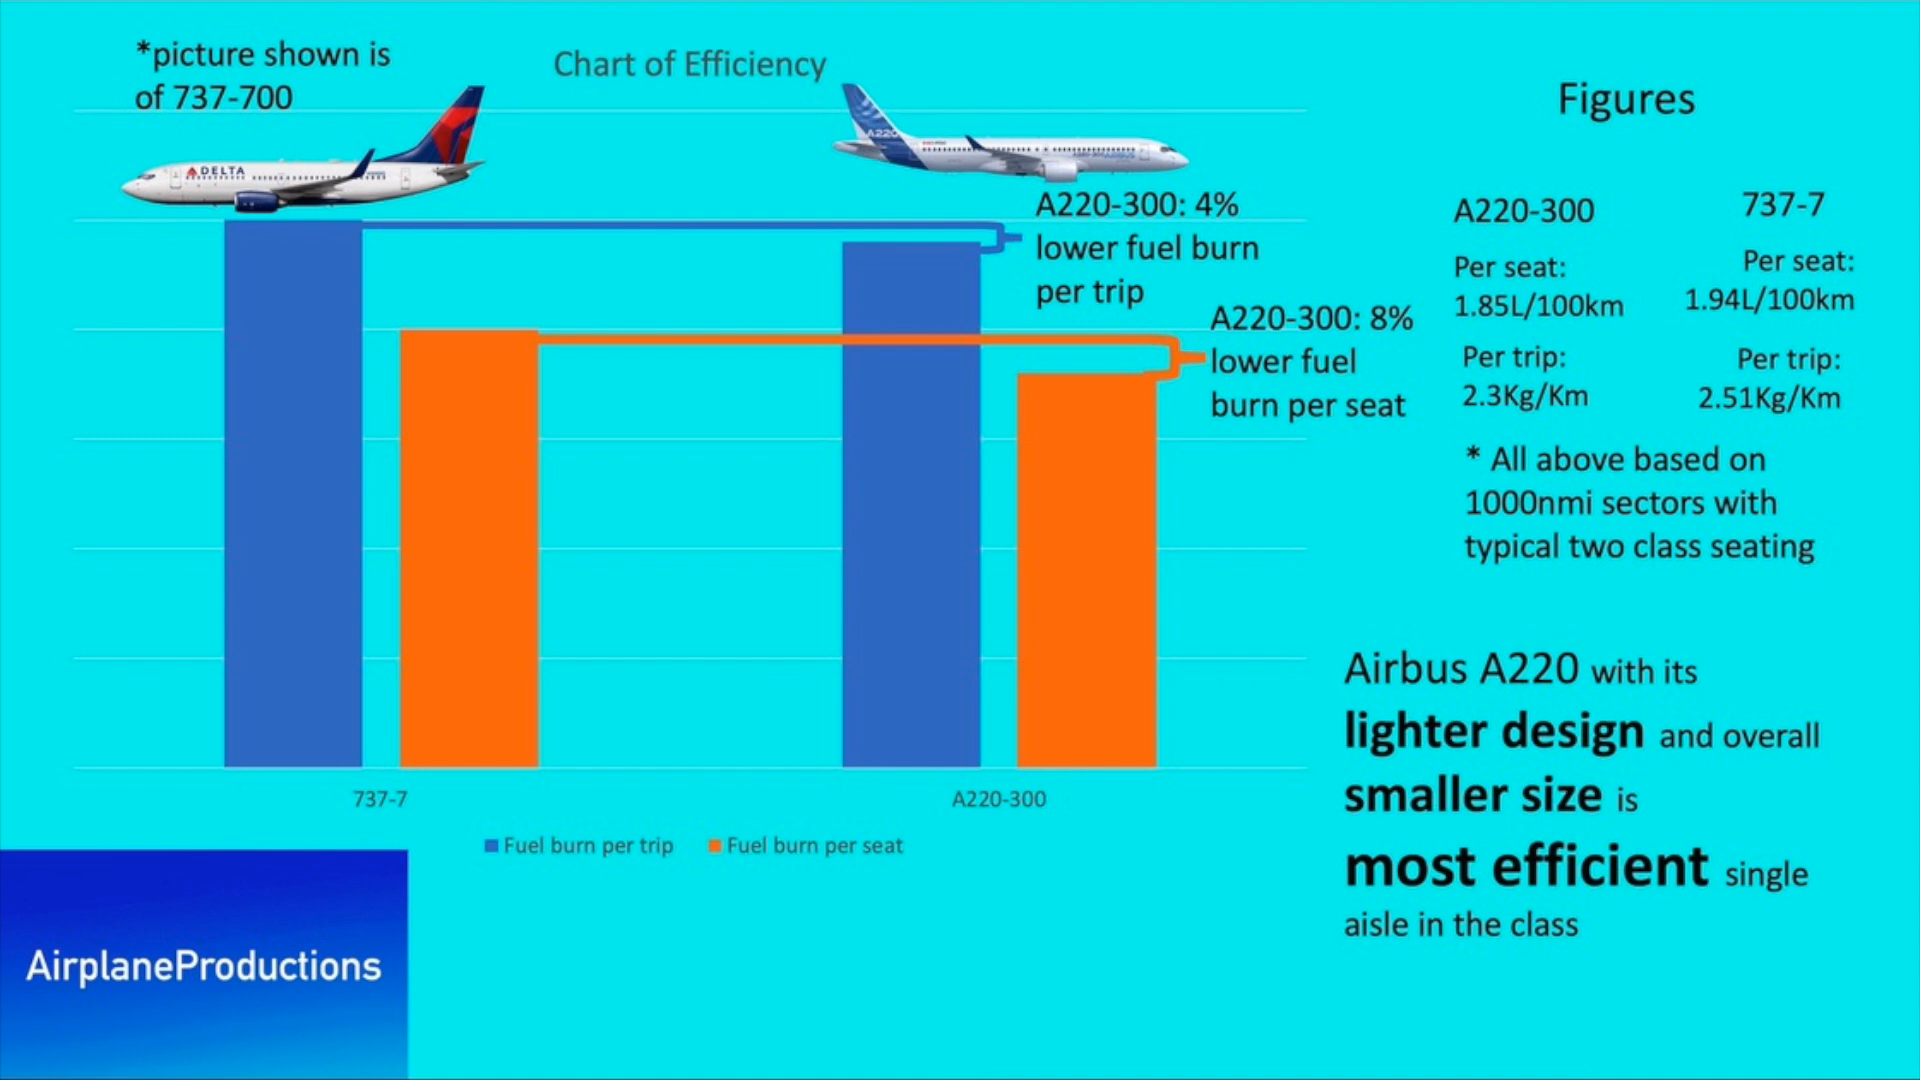 *picture shown is
of 737-700
Chart of Efficiency
DELTA
A220
A220-300: 4%
lower fuel burn
per trip
A220-300: 8%
lower fuel
burn per seat
737-7
A220-300
Fuel burn per trip
Fuel burn per seat
Figures
A220-300
Per seat:
1.85L/100km
Per trip:
2.3Kg/Km
737-7
Per seat:
1.94L/100km
Per trip:
2.51Kg/Km
* All above based on
1000nmi sectors with
typical two class seating
Airbus A220 with its
lighter design and overall
smaller size is
most efficient single
aisle in the class
AirplaneProductions